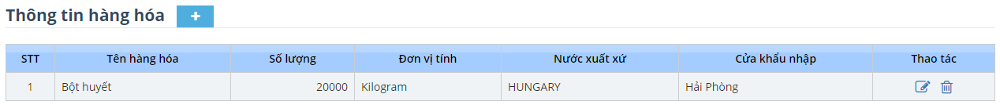 Thông tin hàng hóa +
STT Tên hàng hóa Số lượng Đơn vị tính Nước xuất xứ Cửa khẩu nhập Thao tác
1 Bột huyết 20000 Kilogram HUNGARY Hải Phòng